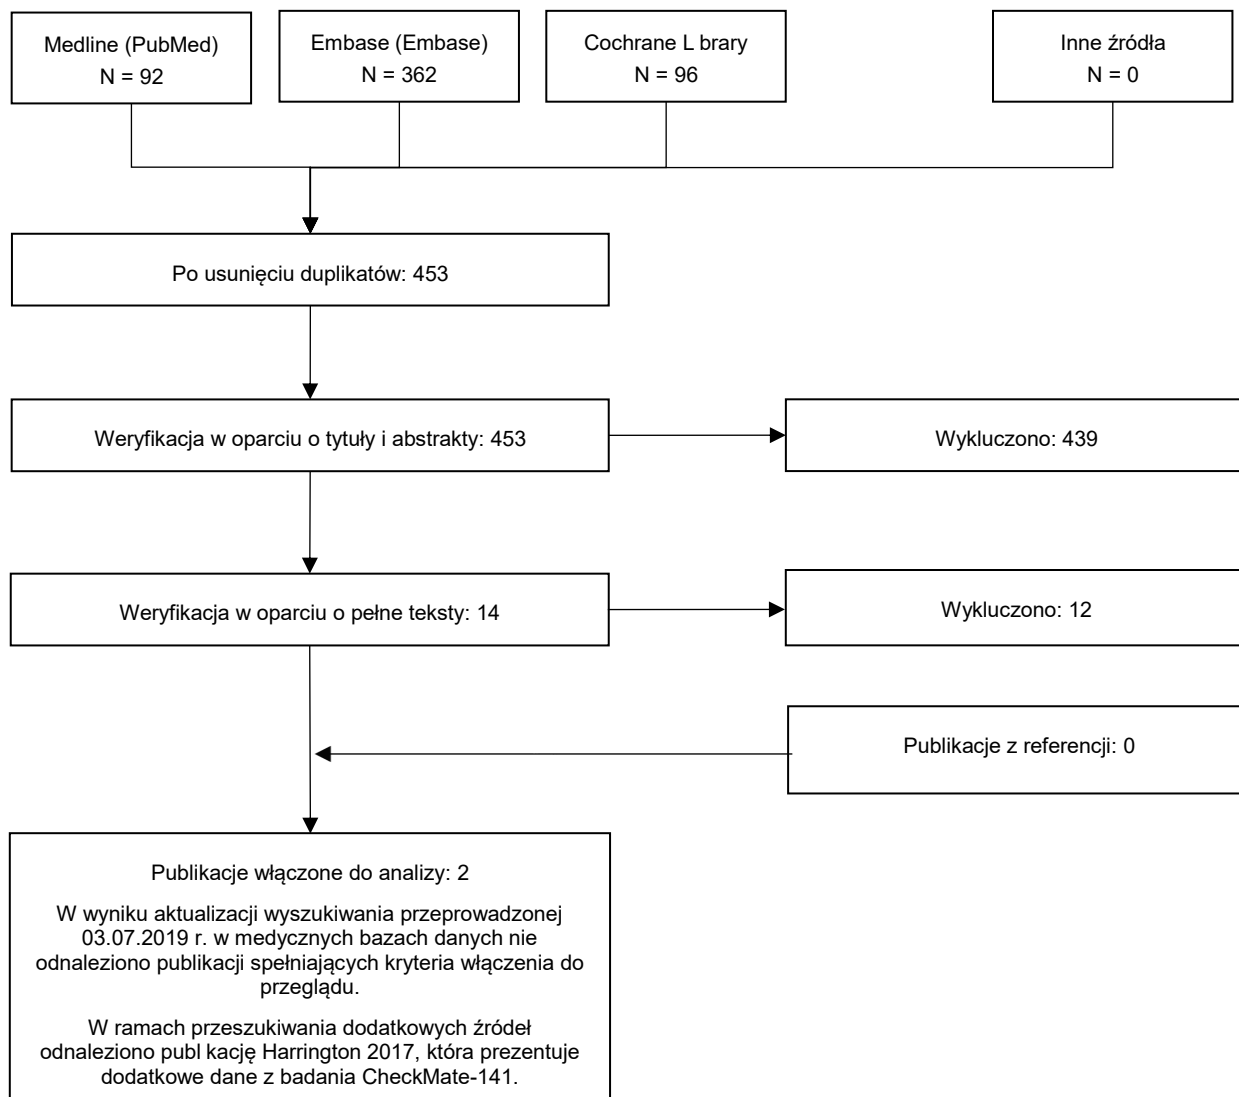 Medline (PubMed)
N = 92
Embase (Embase)
N = 362
Cochrane L brary
N = 96
Inne źródła
N = 0
Po usunięciu duplikatów: 453
Weryfikacja w oparciu o tytuły i abstrakty: 453
Wykluczono: 439
Weryfikacja w oparciu o pełne teksty: 14
Wykluczono: 12
Publikacje z referencji: 0
Publikacje włączone do analizy: 2
W wyniku aktualizacji wyszukiwania przeprowadzonej
03.07.2019 r. w medycznych bazach danych nie
odnaleziono publikacji spełniających kryteria włączenia do
przeglądu.
W ramach przeszukiwania dodatkowych źródeł
odnaleziono publ kację Harrington 2017, która prezentuje
dodatkowe dane z badania CheckMate-141.